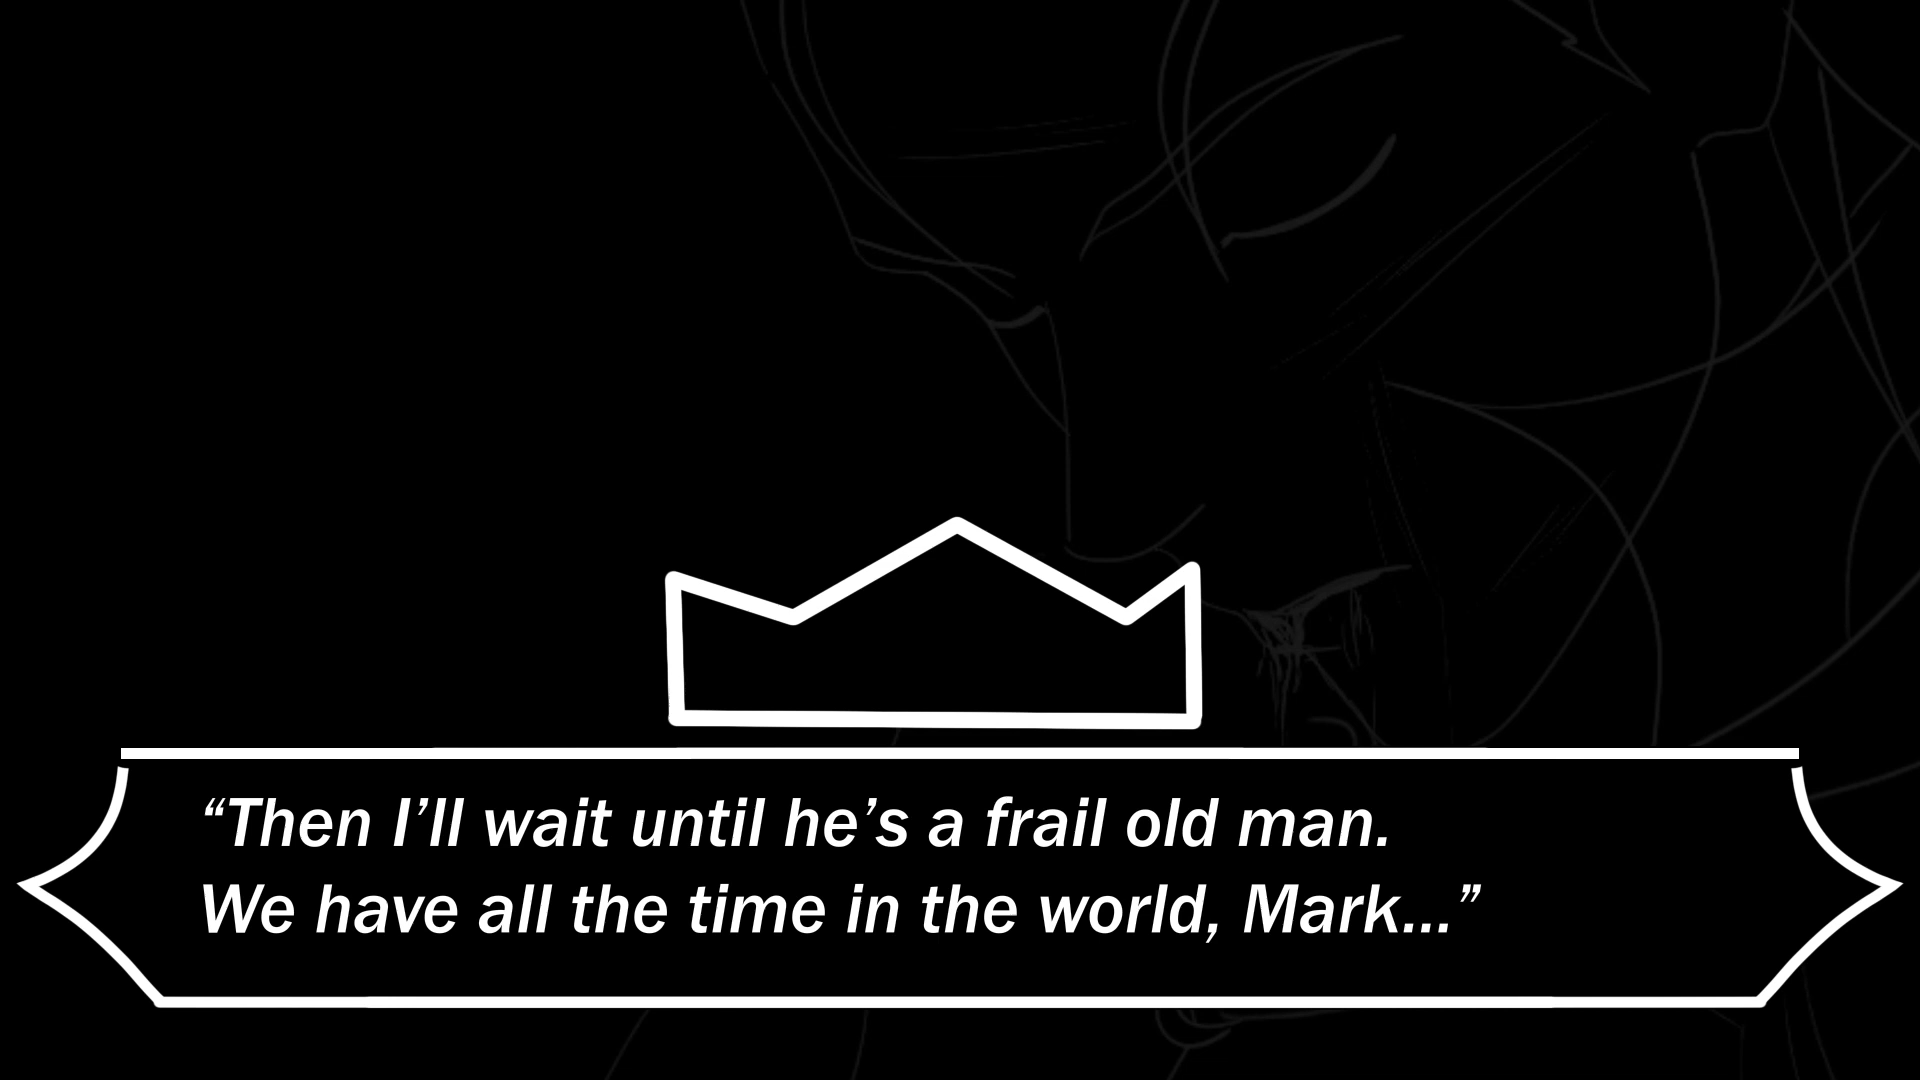 “Then I’ll wait until he’s a frail old man.
We have all the time in the world, Mark...”